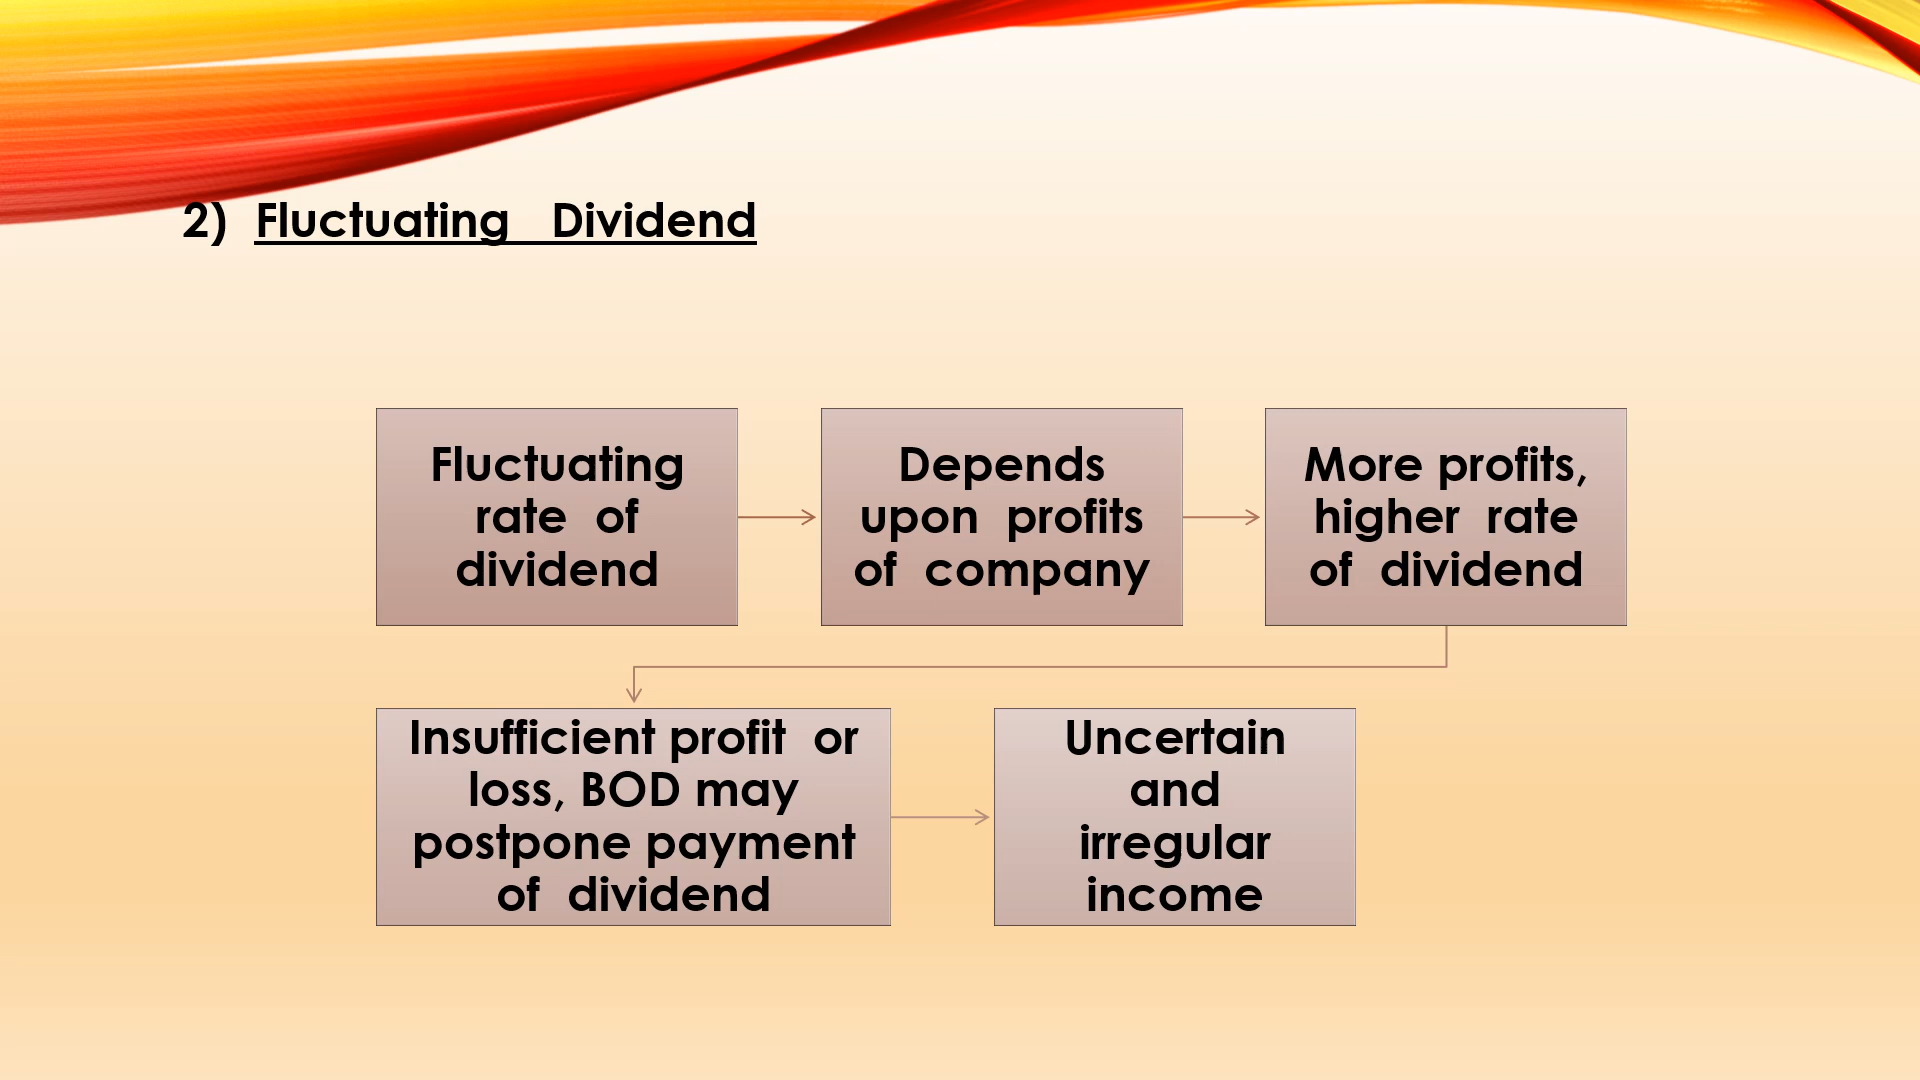 2) Fluctuating Dividend
Fluctuating
rate of
dividend
Depends
upon profits
of company
More profits,
higher rate
of dividend
Insufficient profit or
loss, BOD may
postpone payment
of dividend
Uncertain
and
irregular
income